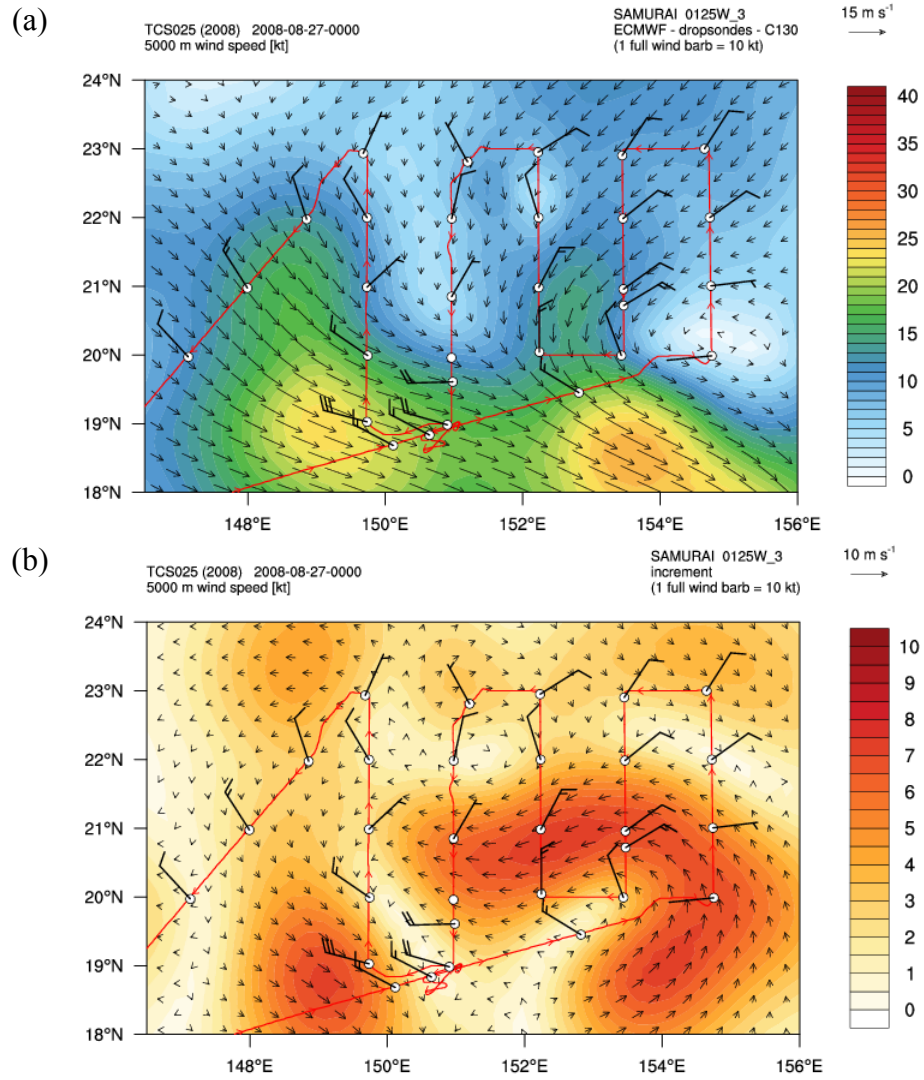 (a)
TCS025 (2008) 2008-08-27-0000
5000 m wind speed [kt]
SAMURAI 0125W_3
ECMWF - dropsondes - C130
(1 full wind barb = 10 kt)
15 m s⁻¹
24°N
23°N
22°N
21°N
20°N
19°N
18°N
148°E
150°E
152°E
154°E
156°E
40
35
30
25
20
15
10
5
0
(b)
TCS025 (2008) 2008-08-27-0000
5000 m wind speed [kt]
SAMURAI 0125W_3
increment
(1 full wind barb = 10 kt)
10 m s⁻¹
24°N
23°N
22°N
21°N
20°N
19°N
18°N
148°E
150°E
152°E
154°E
156°E
10
9
8
7
6
5
4
3
2
1
0